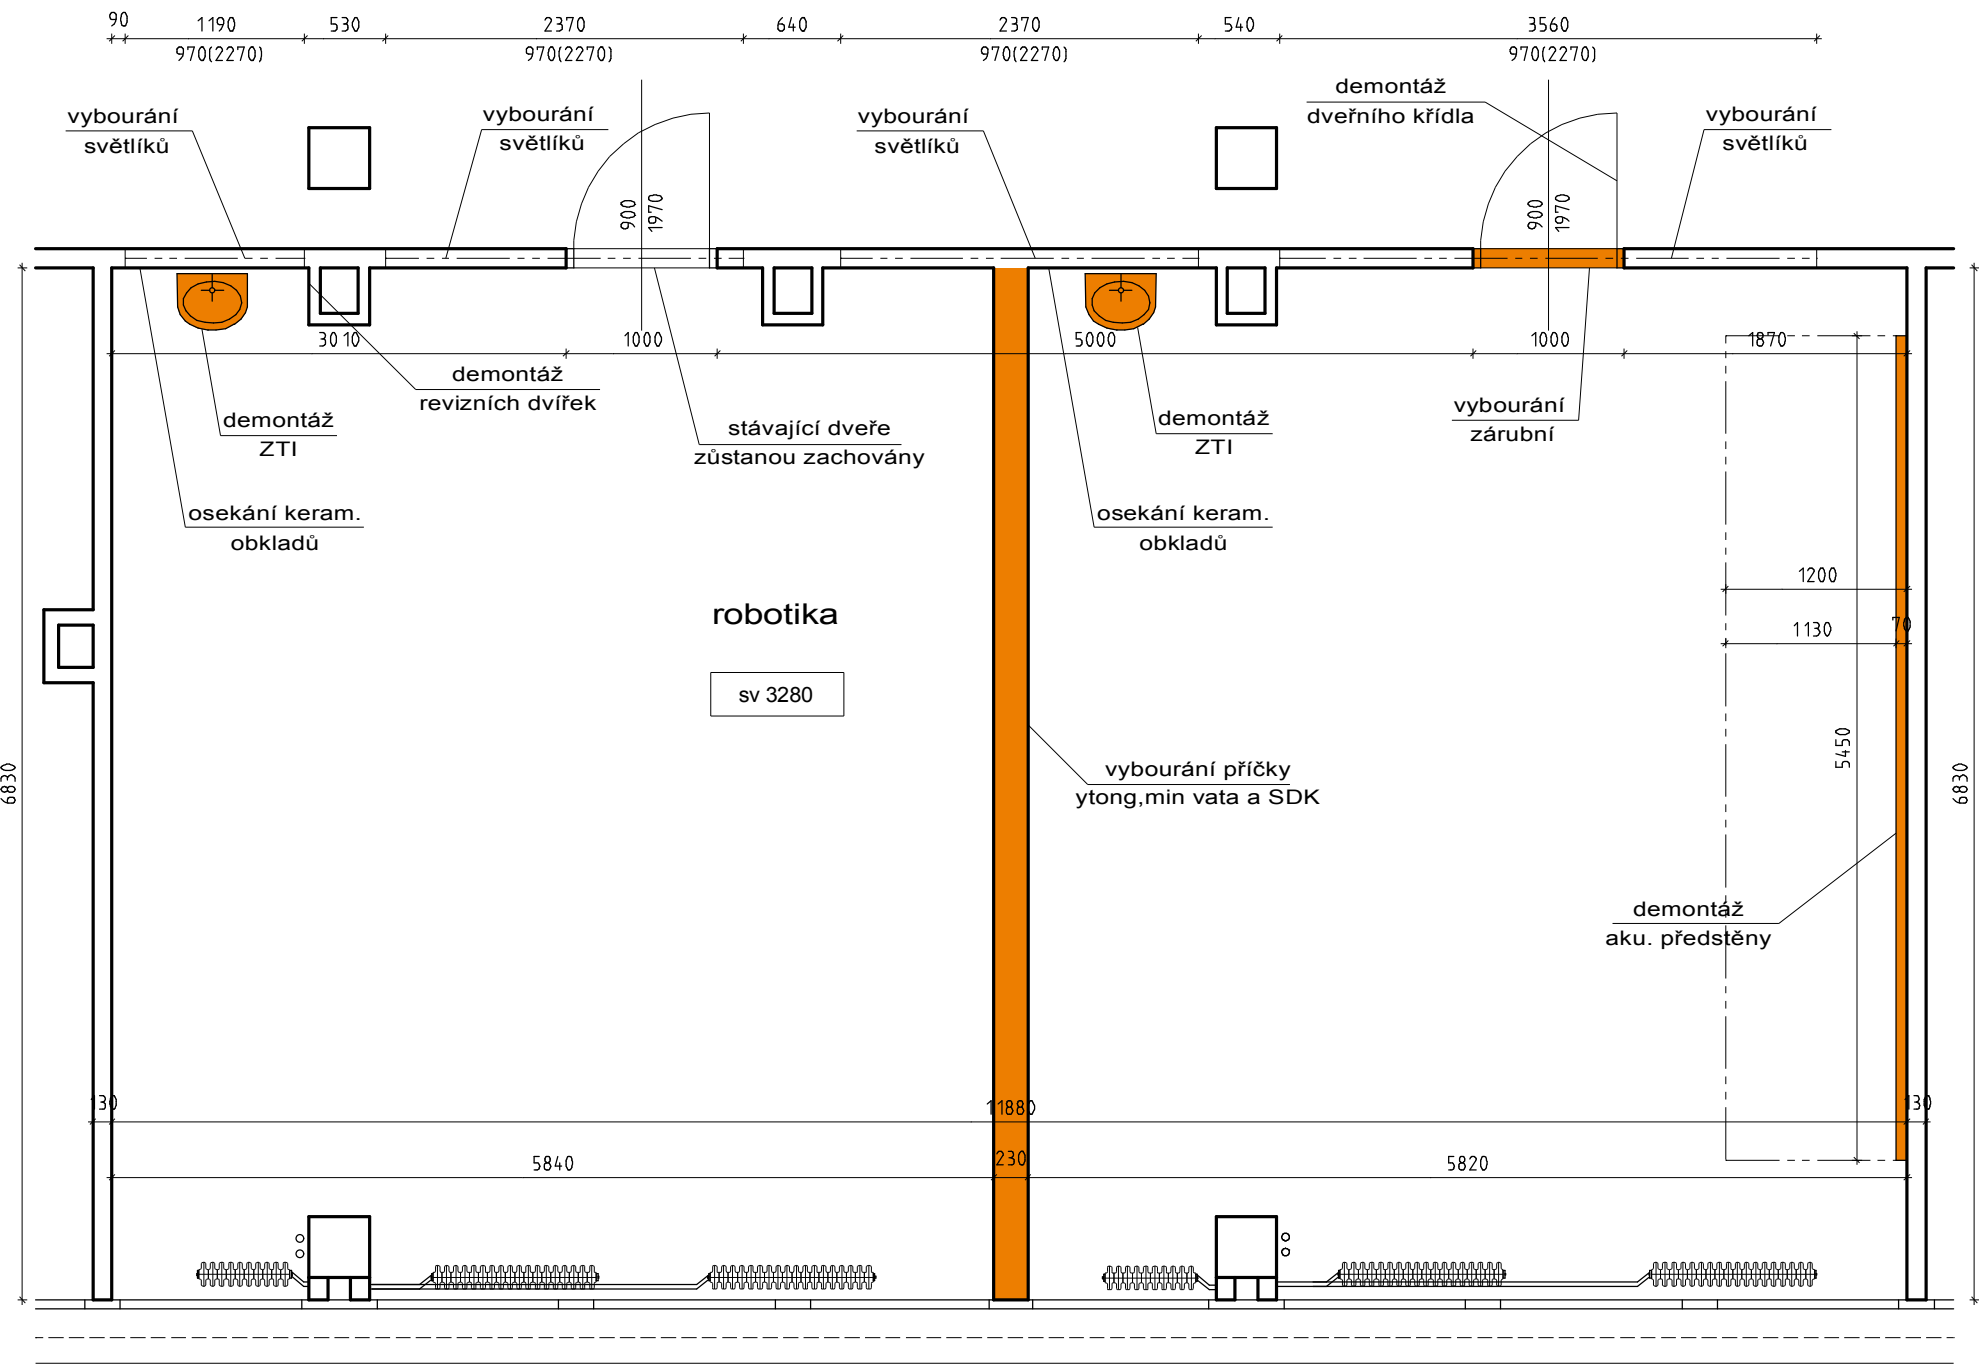 90
1190
530
2370
640
2370
540
3560
970(2270)
970(2270)
970(2270)
970(2270)
vybourání
světlíků
vybourání
světlíků
vybourání
světlíků
demontáž
dveřního křídla
vybourání
světlíků
900
1970
900
1970
3010
1000
5000
1000
1870
demontáž
revizních dvířek
demontáž
ZTI
stávající dveře
zůstanou zachovány
demontáž
ZTI
vybourání
zárubní
osekání keram.
obkladů
osekání keram.
obkladů
1200
1130
70
robotika
sv 3280
6830
5450
6830
vybourání příčky
ytong,min vata a SDK
demontáž
aku. předstěny
130
11880
130
5840
230
5820